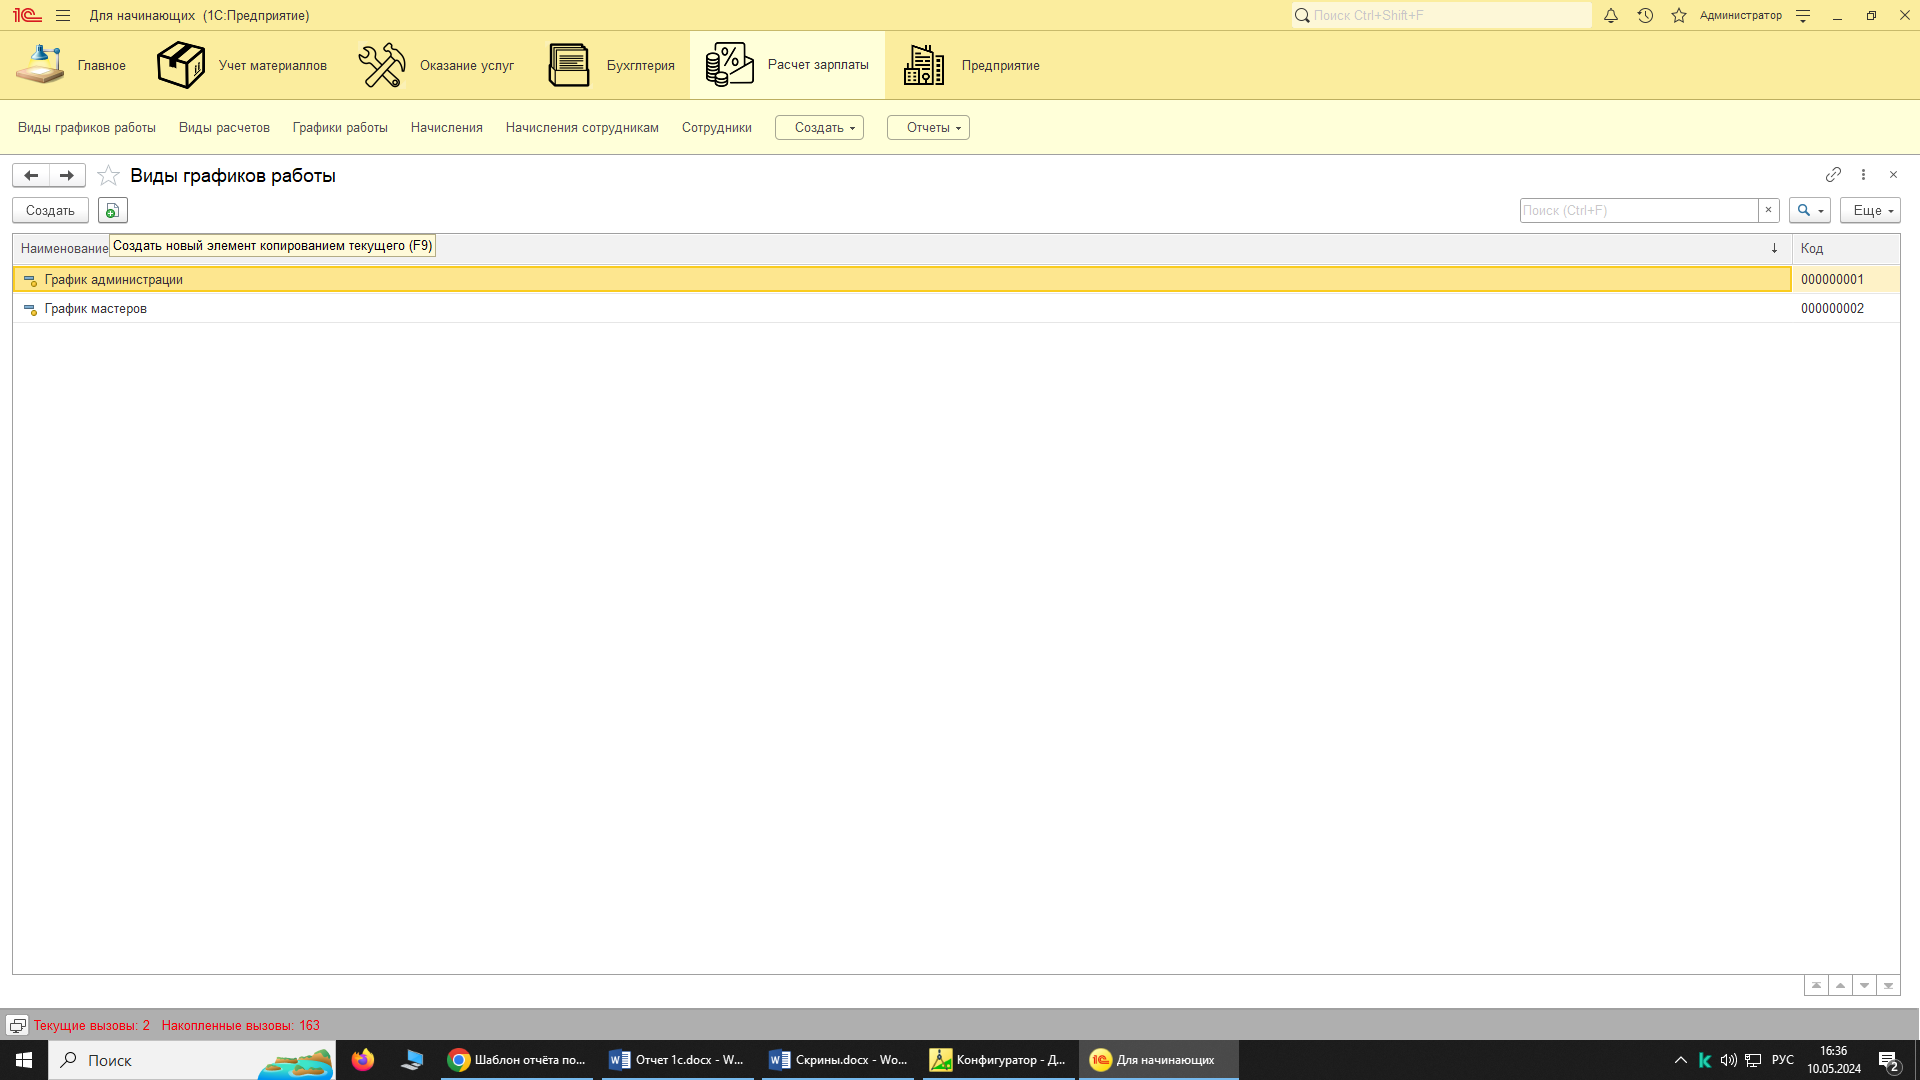 Для начинающих (1С:Предприятие)
Поиск Ctrl+Shift+F
Администратор
Главное
Учет материаллов
Оказание услуг
Бухглтерия
Расчет зарплаты
Предприятие
Виды графиков работы
Виды расчетов
Графики работы
Начисления
Начисления сотрудникам
Сотрудники
Создать
Отчеты
Виды графиков работы
Создать
Поиск (Ctrl+F)
×
Еще
Наименование
Создать новый элемент копированием текущего (F9)
Код
График администрации
000000001
График мастеров
000000002
Текущие вызовы: 2 Накопленные вызовы: 163
Поиск
Шаблон отчёта по...
Отчет 1с.docx - W...
Скрины.docx - Wo...
Конфигуратор - Д...
Для начинающих
РУС
16:36
10.05.2024
2